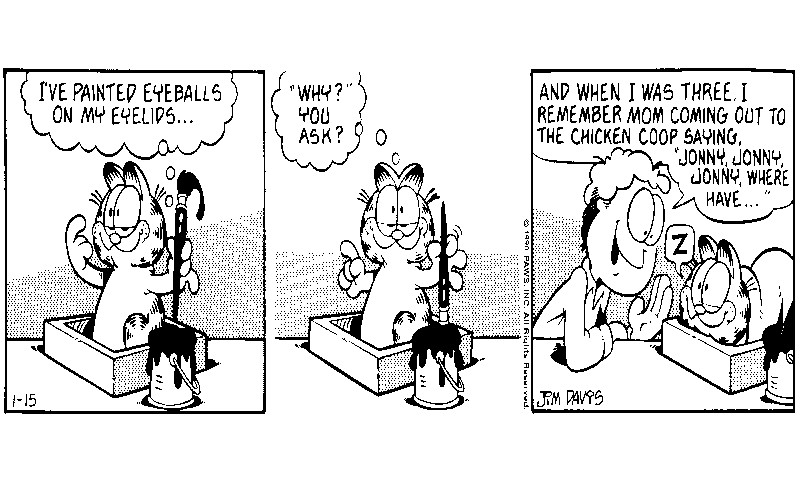 I'VE PAINTED EYEBALLS
ON MY EYELIDS...
1-15
"WHY?"
YOU
ASK?
© 1990 PAWS, INC. All Rights Reserved.
AND WHEN I WAS THREE, I
REMEMBER MOM COMING OUT TO
THE CHICKEN COOP SAYING,
"JONNY, JONNY,
JONNY, WHERE
HAVE..."
Z
JIM DAVIS